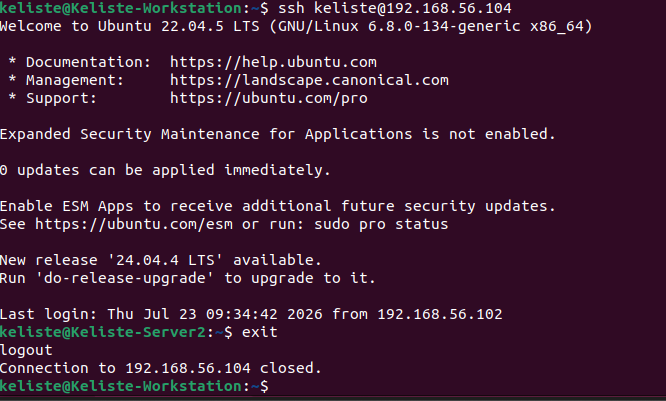 keliste@Keliste-Workstation:~$ ssh keliste@192.168.56.104
Welcome to Ubuntu 22.04.5 LTS (GNU/Linux 6.8.0-134-generic x86_64)
 * Documentation:  https://help.ubuntu.com
 * Management:     https://landscape.canonical.com
 * Support:        https://ubuntu.com/pro
Expanded Security Maintenance for Applications is not enabled.
0 updates can be applied immediately.
Enable ESM Apps to receive additional future security updates.
See https://ubuntu.com/esm or run: sudo pro status
New release '24.04.4 LTS' available.
Run 'do-release-upgrade' to upgrade to it.
Last login: Thu Jul 23 09:34:42 2026 from 192.168.56.102
keliste@Keliste-Server2:~$ exit
logout
Connection to 192.168.56.104 closed.
keliste@Keliste-Workstation:~$